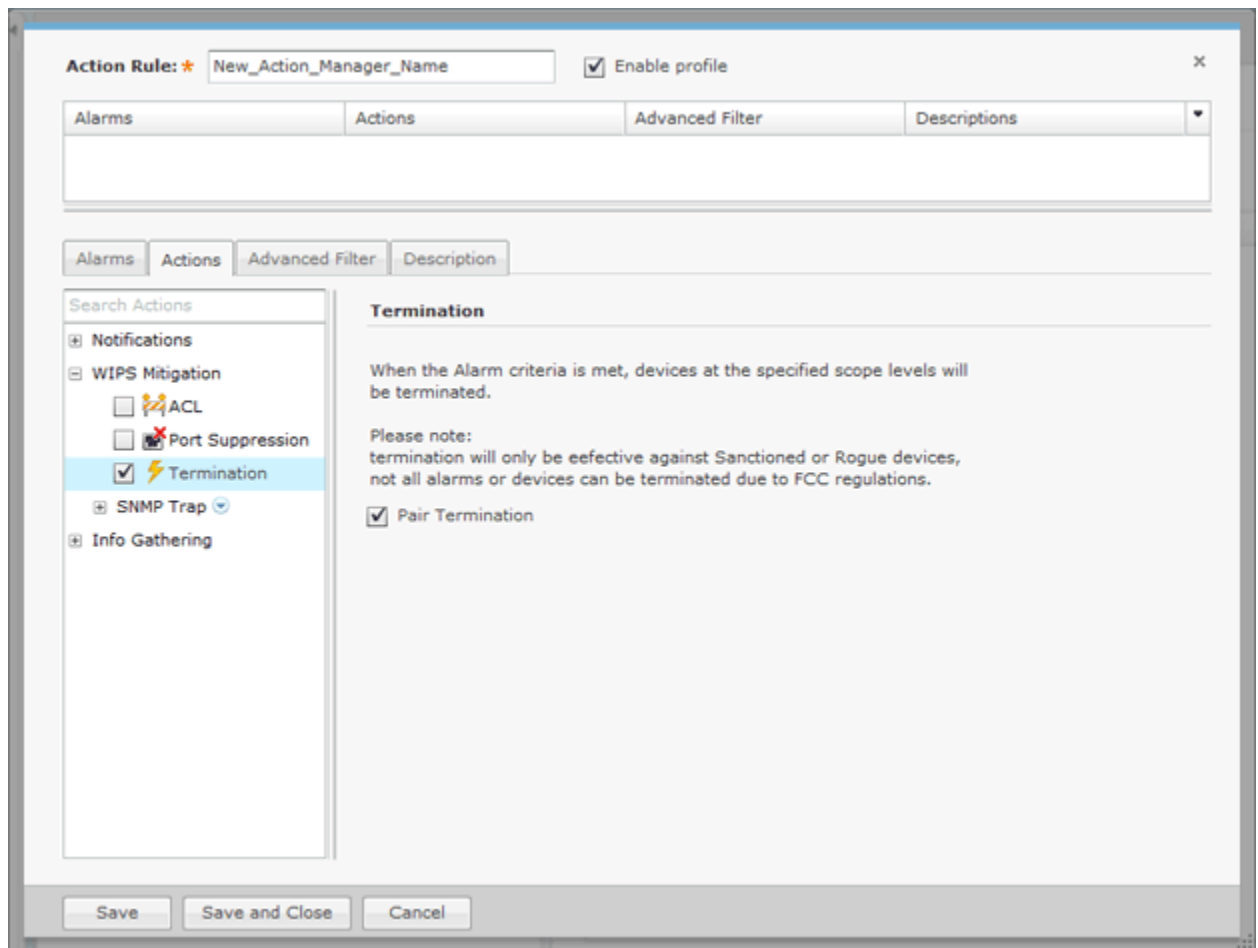 Action Rule: * New_Action_Manager_Name Enable profile
Alarms Actions Advanced Filter Descriptions
Alarms Actions Advanced Filter Description
Search Actions
Notifications
WIPS Mitigation
ACL
Port Suppression
Termination
SNMP Trap
Info Gathering
Termination
When the Alarm criteria is met, devices at the specified scope levels will
be terminated.
Please note:
termination will only be eefective against Sanctioned or Rogue devices,
not all alarms or devices can be terminated due to FCC regulations.
Pair Termination
Save Save and Close Cancel